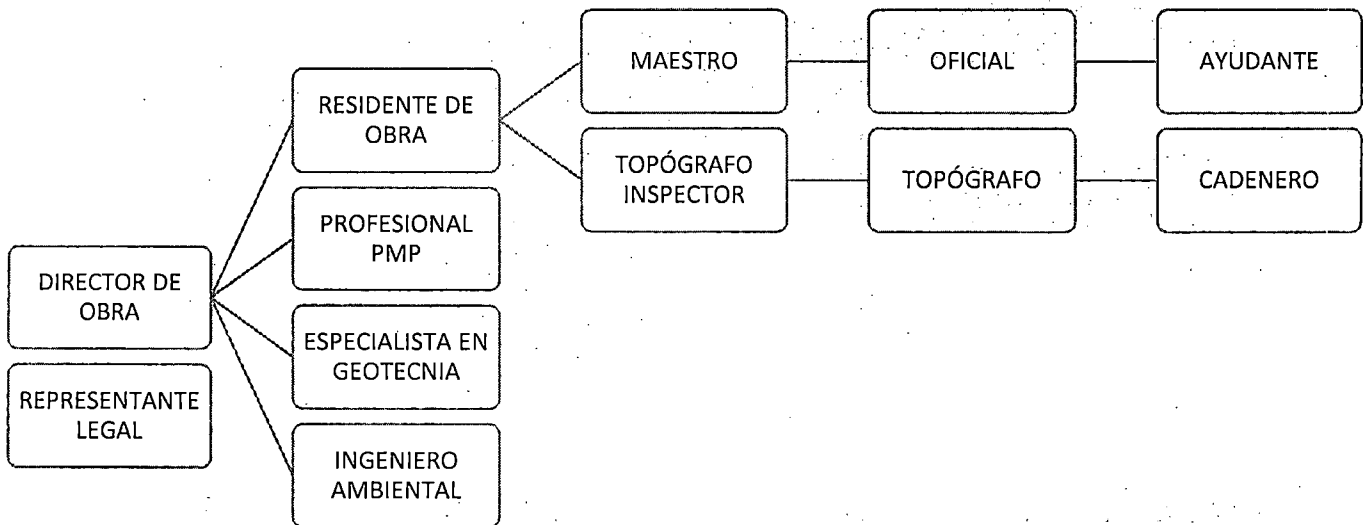 MAESTRO
OFICIAL
AYUDANTE
RESIDENTE DE
OBRA
TOPÓGRAFO
INSPECTOR
TOPÓGRAFO
CADENERO
PROFESIONAL
PMP
DIRECTOR DE
OBRA
ESPECIALISTA EN
GEOTECNIA
REPRESENTANTE
LEGAL
INGENIERO
AMBIENTAL